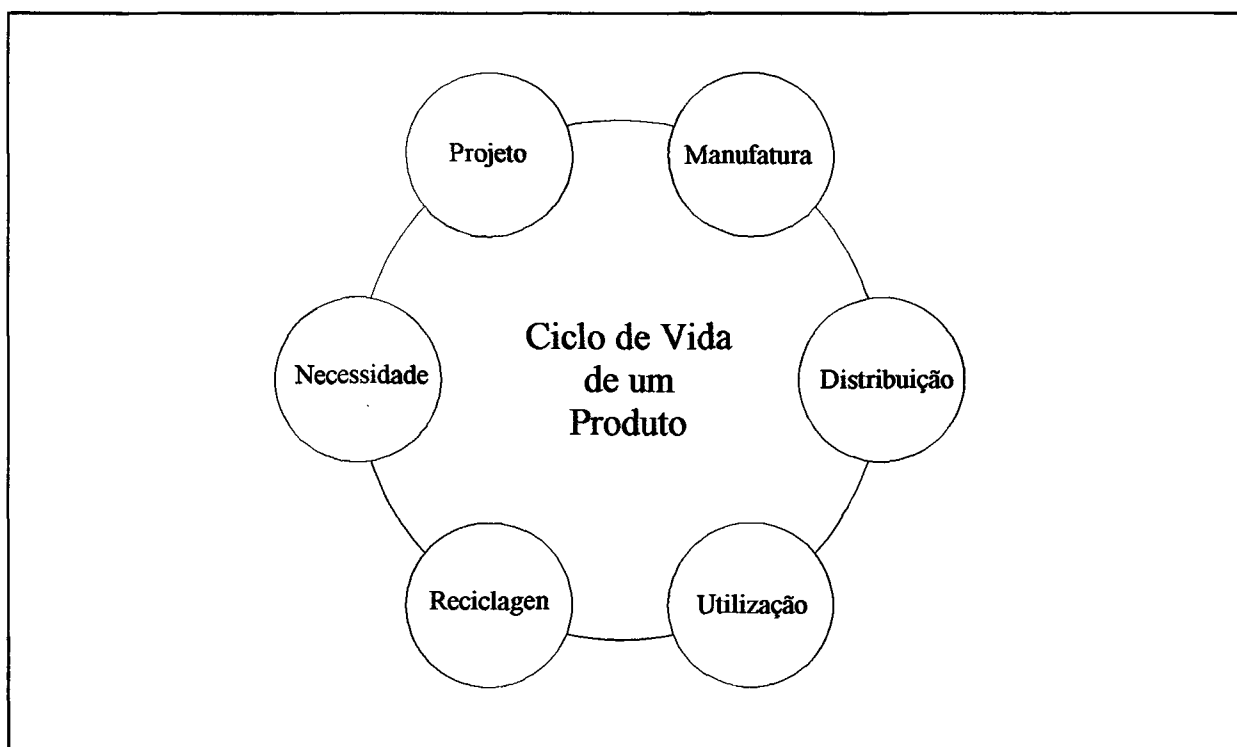 Projeto
Manufatura
Necessidade
Ciclo de Vida
de um
Produto
Distribuição
Reciclagen
Utilização